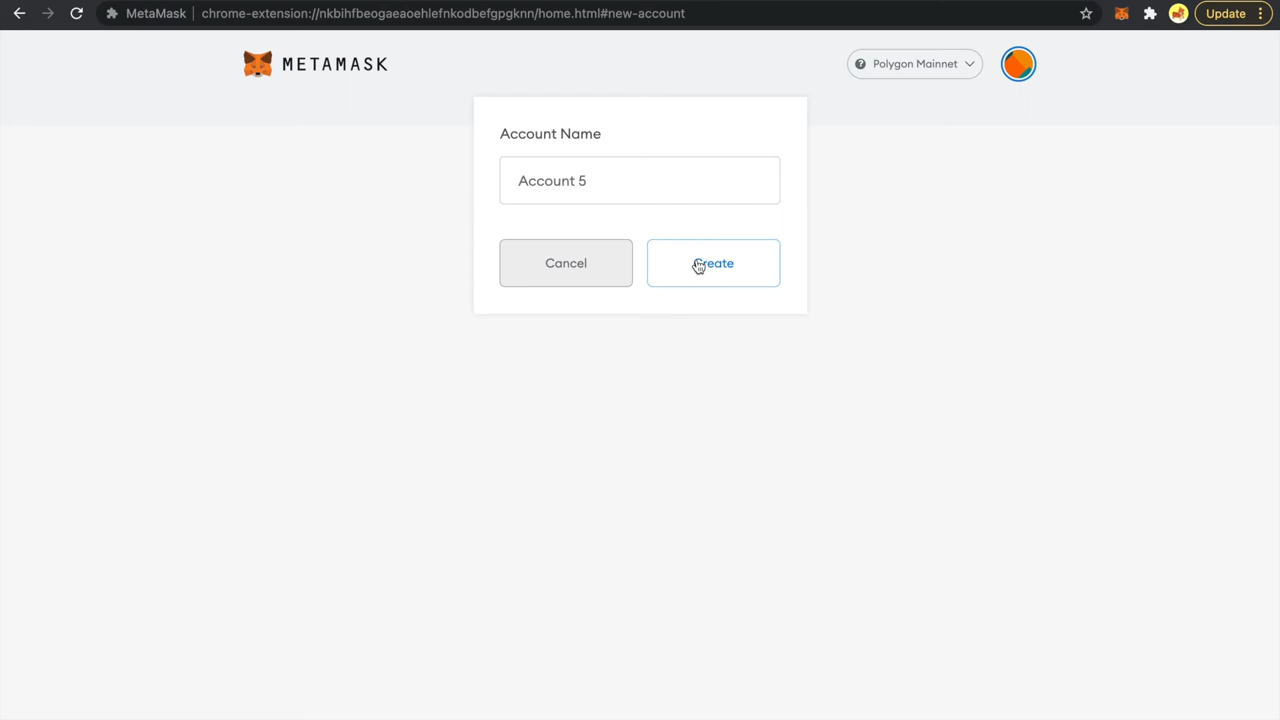 MetaMask
chrome-extension://nkbihfbeogaeaoehlefnkodbefgpgknn/home.html#new-account
Update
METAMASK
Polygon Mainnet
Account Name
Account 5
Cancel
Create